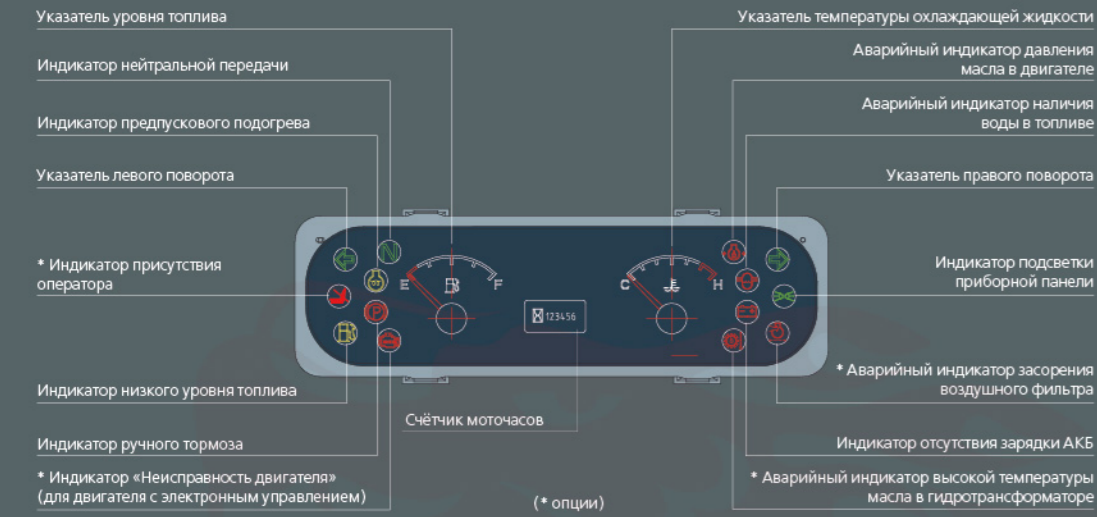 Указатель уровня топлива
Указатель температуры охлаждающей жидкости
Индикатор нейтральной передачи
Аварийный индикатор давления
масла в двигателе
Индикатор предпускового подогрева
Аварийный индикатор наличия
воды в топливе
Указатель левого поворота
Указатель правого поворота
* Индикатор присутствия
оператора
Индикатор подсветки
приборной панели
N
P
E
F
C
H
123456
Индикатор низкого уровня топлива
* Аварийный индикатор засорения
воздушного фильтра
Счётчик моточасов
Индикатор ручного тормоза
Индикатор отсутствия зарядки АКБ
* Индикатор «Неисправность двигателя»
(для двигателя с электронным управлением)
* Аварийный индикатор высокой температуры
масла в гидротрансформаторе
(* опции)